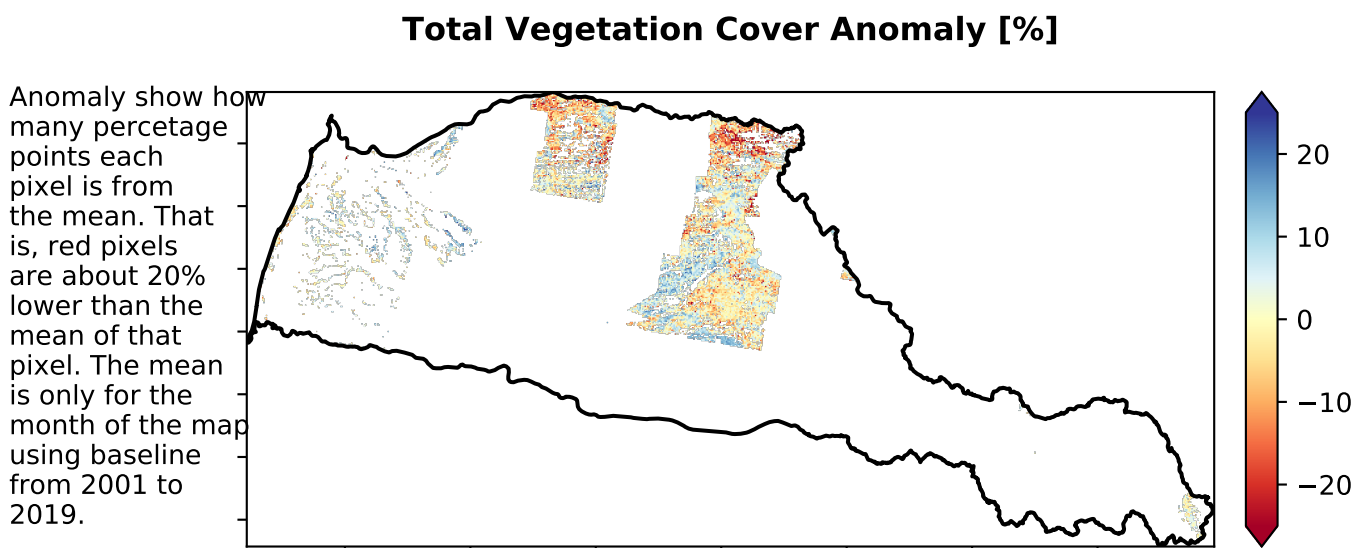 Total Vegetation Cover Anomaly [%]
Anomaly show how
many percetage
points each
pixel is from
the mean. That
is, red pixels
are about 20%
lower than the
mean of that
pixel. The mean
is only for the
month of the map
using baseline
from 2001 to
2019.
20
10
0
−10
−20